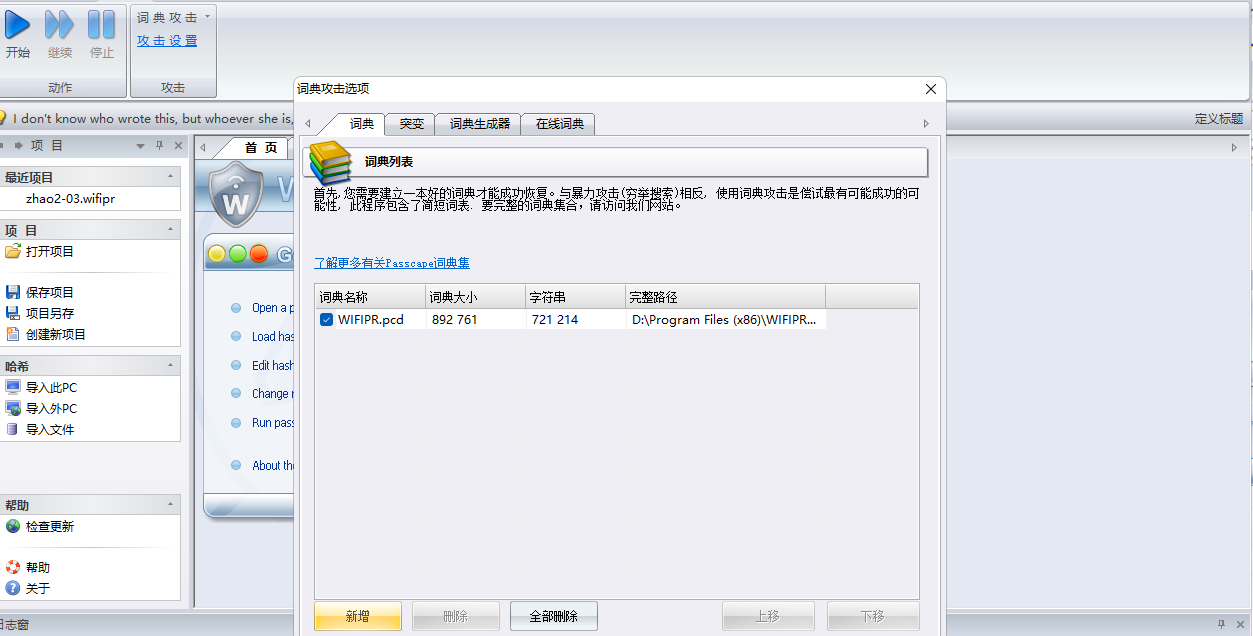 开始
继续
停止
动作
词典攻击
攻击设置
攻击
I don't know who wrote this, but whoever she is,
定义标题
项 目
最近项目
zhao2-03.wifipr
项 目
打开项目
保存项目
项目另存
创建新项目
哈希
导入此PC
导入外PC
导入文件
帮助
检查更新
帮助
关于
首 页
W
G
Open a p
Load has
Edit hash
Change r
Run pass
About the
词典攻击选项
词典
突变
词典生成器
在线词典
词典列表
首先,您需要建立一本好的词典才能成功恢复。与暴力攻击(穷举搜索)相反, 使用词典攻击是偿试最有可能成功的可
能性, 此程序包含了简短词表. 要完整的词典集合, 请访问我们网站。
了解更多有关Passcape词典集
词典名称 词典大小 字符串 完整路径
WIFIPR.pcd 892 761 721 214 D:\Program Files (x86)\WIFIPR...
新增
删除
全部删除
上移
下移
日志窗